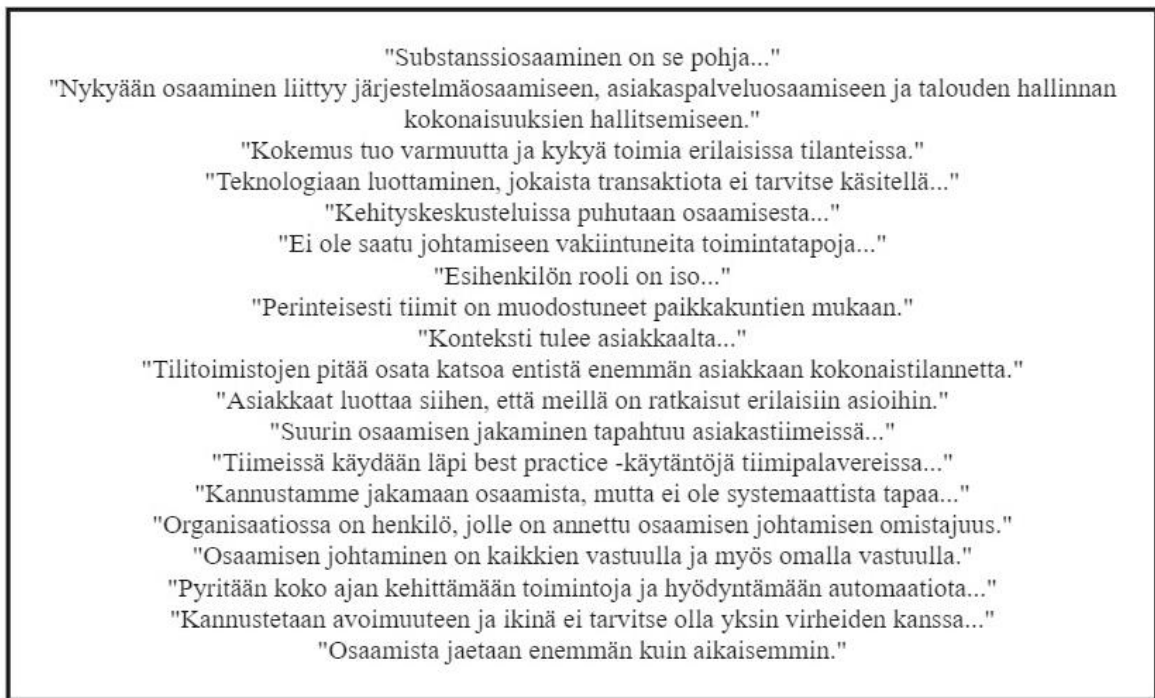 "Substanssiosaaminen on se pohja..."
"Nykyään osaaminen liittyy järjestelmäosaamiseen, asiakaspalveluosaamiseen ja talouden hallinnan
kokonaisuuksien hallitsemiseen."
"Kokemus tuo varmuutta ja kykyä toimia erilaisissa tilanteissa."
"Teknologiaan luottaminen, jokaista transaktiota ei tarvitse käsitellä..."
"Kehityskeskusteluissa puhutaan osaamisesta..."
"Ei ole saatu johtamiseen vakiintuneita toimintatapoja..."
"Esihenkilön rooli on iso..."
"Perinteisesti tiimit on muodostuneet paikkakuntien mukaan."
"Konteksti tulee asiakkaalta..."
"Tilitoimistojen pitää osata katsoa entistä enemmän asiakkaan kokonaistilannetta."
"Asiakkaat luottaa siihen, että meillä on ratkaisut erilaisiin asioihin."
"Suurin osaamisen jakaminen tapahtuu asiakastiimeissä..."
"Tiimeissä käydään läpi best practice -käytäntöjä tiimipalavereissa..."
"Kannustamme jakamaan osaamista, mutta ei ole systemaattista tapaa..."
"Organisaatiossa on henkilö, jolle on annettu osaamisen johtamisen omistajuus."
"Osaamisen johtaminen on kaikkien vastuulla ja myös omalla vastuulla."
"Pyritään koko ajan kehittämään toimintoja ja hyödyntämään automaatiota..."
"Kannustetaan avoimuuteen ja ikinä ei tarvitse olla yksin virheiden kanssa..."
"Osaamista jaetaan enemmän kuin aikaisemmin."